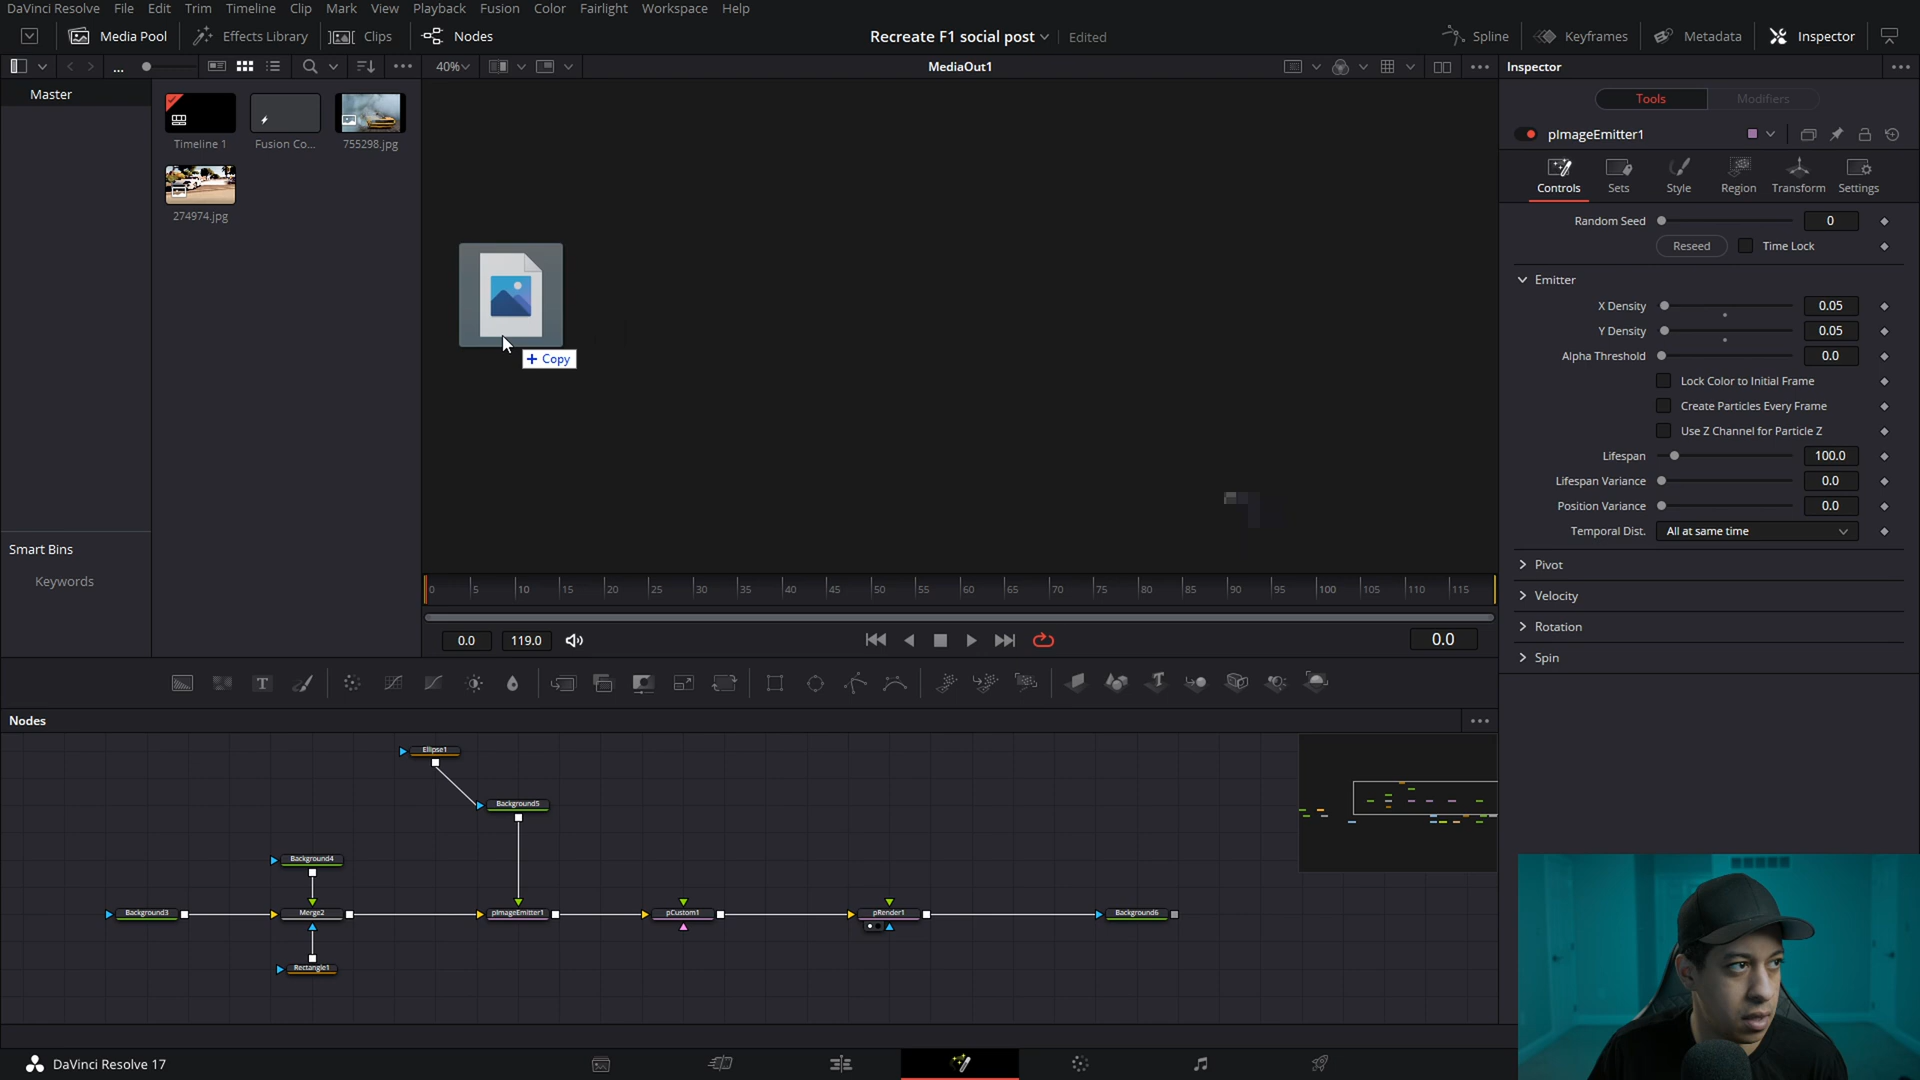 DaVinci Resolve File Edit Trim Timeline Clip Mark View Playback Fusion Color Fairlight Workspace Help
Media Pool Effects Library Clips Nodes Recreate F1 social post Edited Spline Keyframes Metadata Inspector
... 40% MediaOut1 Inspector
Master
Timeline 1 Fusion Co... 755298.jpg
274974.jpg
+ Copy
Smart Bins
Keywords
Tools Modifiers
pImageEmitter1
Controls Sets Style Region Transform Settings
Random Seed 0
Reseed Time Lock
Emitter
X Density 0.05
Y Density 0.05
Alpha Threshold 0.0
Lock Color to Initial Frame
Create Particles Every Frame
Use Z Channel for Particle Z
Lifespan 100.0
Lifespan Variance 0.0
Position Variance 0.0
Temporal Dist. All at same time
Pivot
Velocity
Rotation
Spin
0 5 10 15 20 25 30 35 40 45 50 55 60 65 70 75 80 85 90 95 100 105 110 115
0.0 119.0 0.0
Nodes
Ellipse1
Background5
Background4
Background3 Merge2 pImageEmitter1 pCustom1 pRender1 Background6
Rectangle1
DaVinci Resolve 17